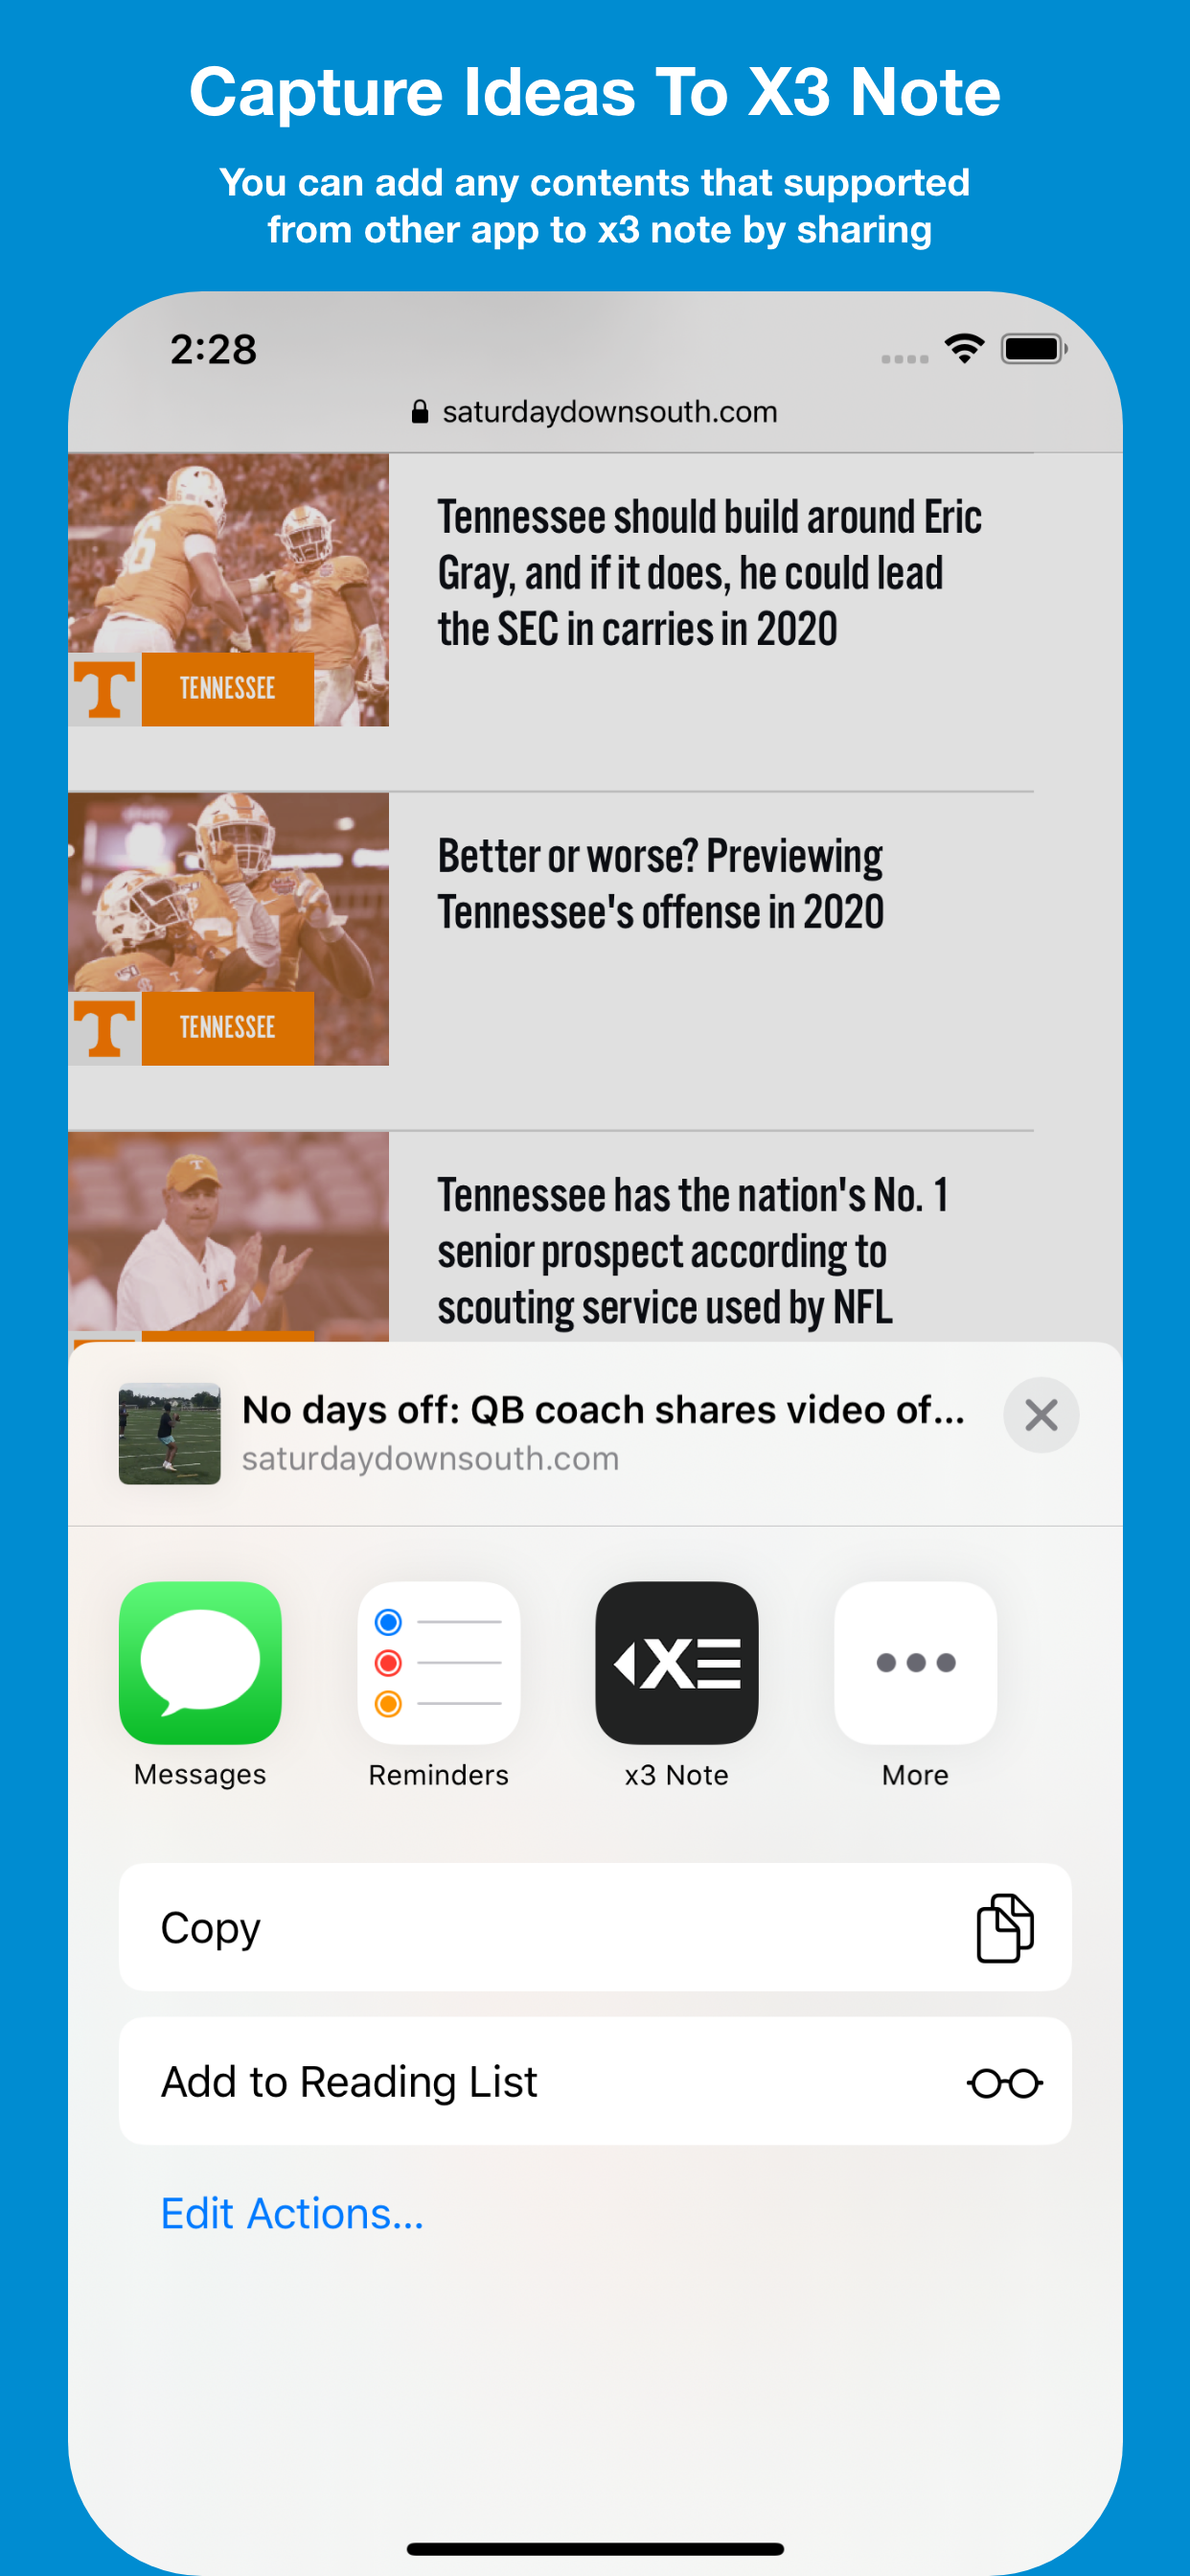 Capture Ideas To X3 Note
You can add any contents that supported
from other app to x3 note by sharing
2:28
saturdaydownsouth.com
Tennessee should build around Eric
Gray, and if it does, he could lead
the SEC in carries in 2020
T TENNESSEE
Better or worse? Previewing
Tennessee's offense in 2020
T TENNESSEE
Tennessee has the nation's No. 1
senior prospect according to
scouting service used by NFL
No days off: QB coach shares video of...
saturdaydownsouth.com
Messages
Reminders
x3 Note
More
Copy
Add to Reading List
Edit Actions...